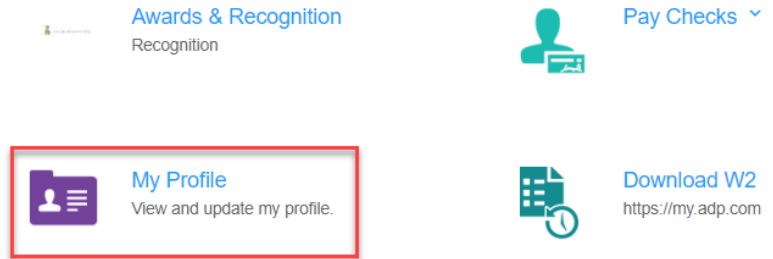 Awards & Recognition
Recognition
Pay Checks
My Profile
View and update my profile.
Download W2
https://my.adp.com